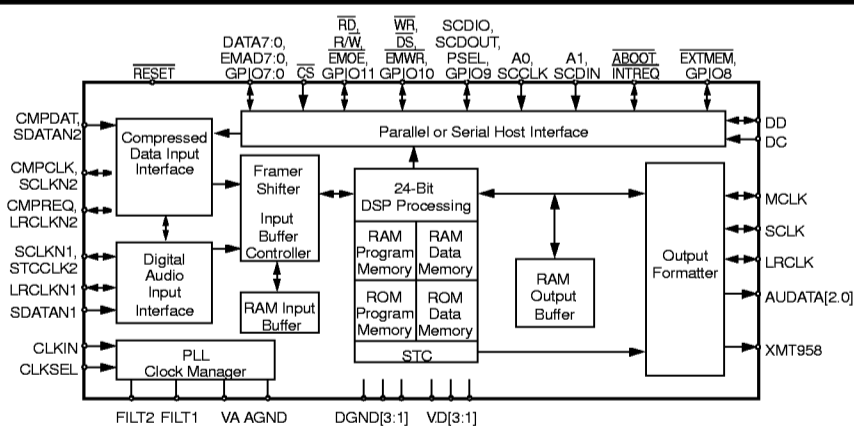 RD,
WR,
SCDIO,
DATA7:0,
R/W,
DS,
SCDOUT,
EMAD7:0,
EMOE,
EMWR,
PSEL,
A0,
A1,
ABOOT
EXTMEM,
RESET
GPIO7:0
CS
GPIO11
GPIO10
GPIO9
SCCLK
SCDIN
INTREQ
GPIO8
CMPDAT,
SDATAN2
CMPCLK,
SCLKN2
CMPREQ,
LRCLKN2
SCLKN1,
STCCLK2
LRCLKN1
SDATAN1
CLKIN
CLKSEL
Parallel or Serial Host Interface
Compressed
Data Input
Interface
Digital
Audio
Input
Interface
Framer
Shifter
Input
Buffer
Controller
RAM Input
Buffer
24-Bit
DSP Processing
RAM
Program
Memory
RAM
Data
Memory
ROM
Program
Memory
ROM
Data
Memory
STC
RAM
Output
Buffer
Output
Formatter
PLL
Clock Manager
DD
DC
MCLK
SCLK
LRCLK
AUDATA[2.0]
XMT958
FILT2 FILT1
VA AGND
DGND[3:1]
VD[3:1]